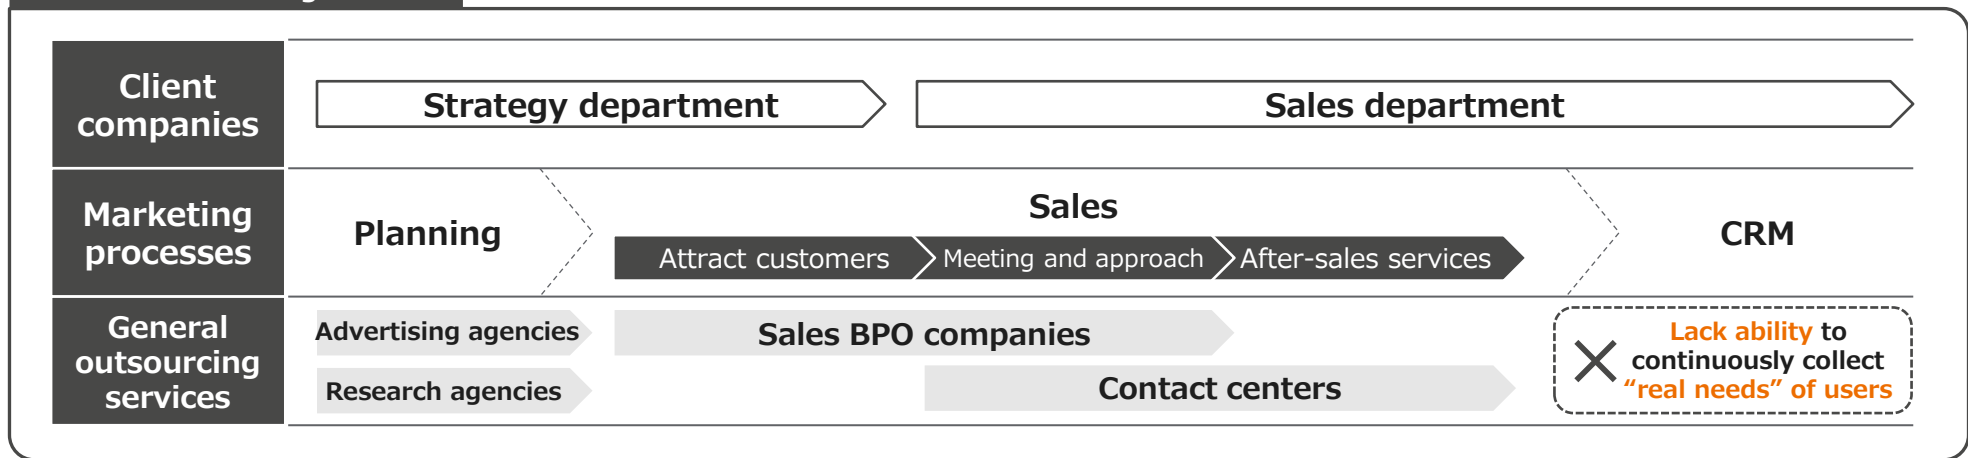 Client
companies
Strategy department
Sales department
Marketing
processes
Planning
Sales
Attract customers
Meeting and approach
After-sales services
CRM
General
outsourcing
services
Advertising agencies
Research agencies
Sales BPO companies
Contact centers
Lack ability to
continuously collect
“real needs” of users